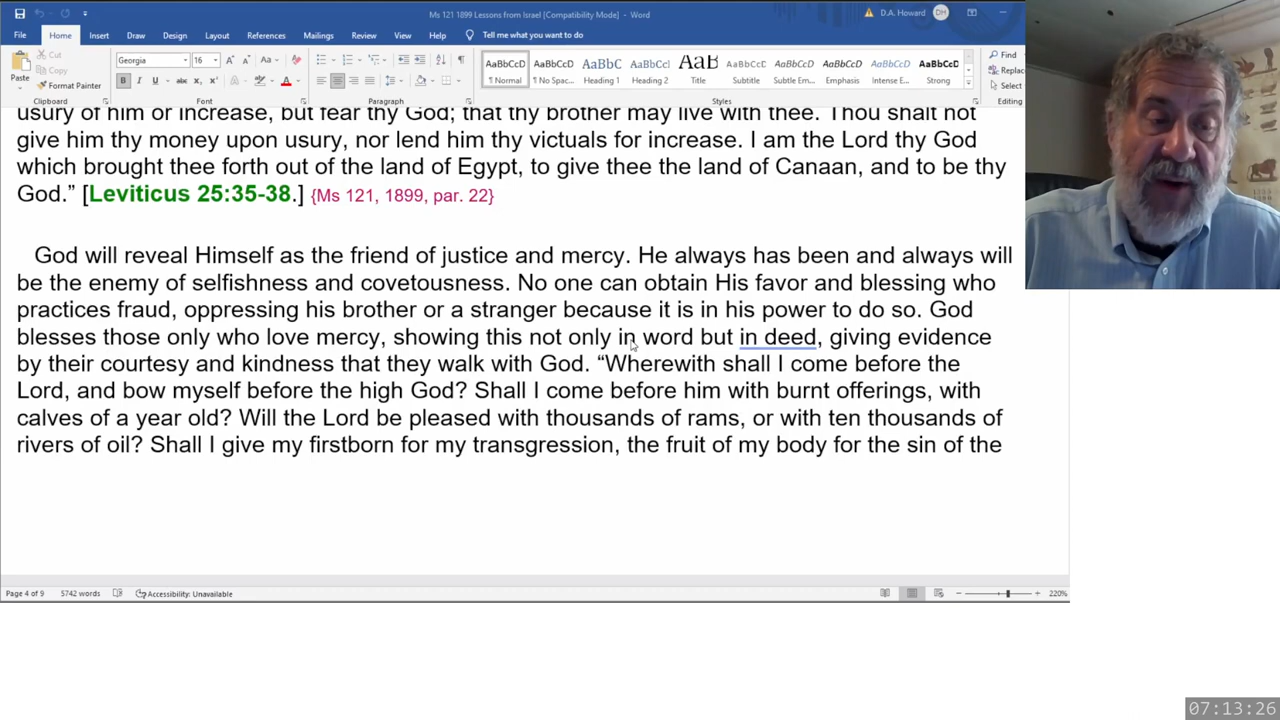 Ms 121 1899 Lessons from Israel [Compatibility Mode] - Word
D.A. Howard
DH
File Home Insert Draw Design Layout References Mailings Review View Help Tell me what you want to do
Paste
Cut
Copy
Format Painter
Clipboard
Georgia 16
Font
Paragraph
AaBbCcD AaBbCcD AaBbC AaBbCcI AaB AaBbCcD AaBbCcD AaBbCcD AaBbCcD AaBbCcD
¶ Normal ¶ No Spac... Heading 1 Heading 2 Title Subtitle Subtle Em... Emphasis Intense E... Strong
Styles
Find
Replac
Select
Editing
usury of him or increase, but fear thy God; that thy brother may live with thee. Thou shalt not
give him thy money upon usury, nor lend him thy victuals for increase. I am the Lord thy God
which brought thee forth out of the land of Egypt, to give thee the land of Canaan, and to be thy
God.” [Leviticus 25:35-38.] {Ms 121, 1899, par. 22}
God will reveal Himself as the friend of justice and mercy. He always has been and always will
be the enemy of selfishness and covetousness. No one can obtain His favor and blessing who
practices fraud, oppressing his brother or a stranger because it is in his power to do so. God
blesses those only who love mercy, showing this not only in word but in deed, giving evidence
by their courtesy and kindness that they walk with God. “Wherewith shall I come before the
Lord, and bow myself before the high God? Shall I come before him with burnt offerings, with
calves of a year old? Will the Lord be pleased with thousands of rams, or with ten thousands of
rivers of oil? Shall I give my firstborn for my transgression, the fruit of my body for the sin of the
Page 4 of 9 5742 words Accessibility: Unavailable 220%
07:13:26